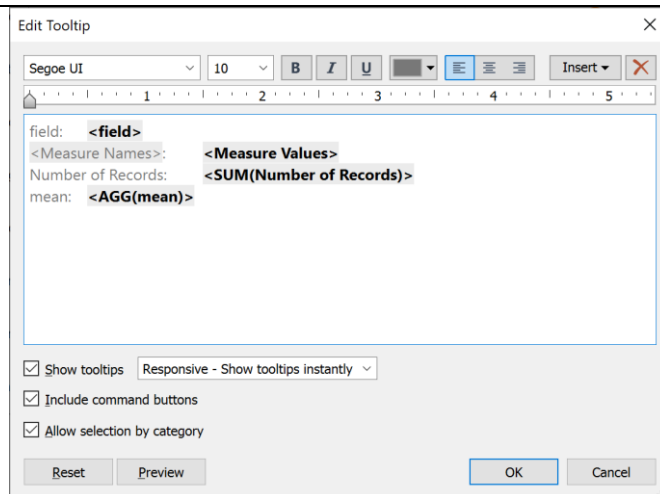 Edit Tooltip
Segoe UI 10 B I U Insert
1 2 3 4 5
field: <field>
<Measure Names>: <Measure Values>
Number of Records: <SUM(Number of Records)>
mean: <AGG(mean)>
Show tooltips Responsive - Show tooltips instantly
Include command buttons
Allow selection by category
Reset Preview OK Cancel